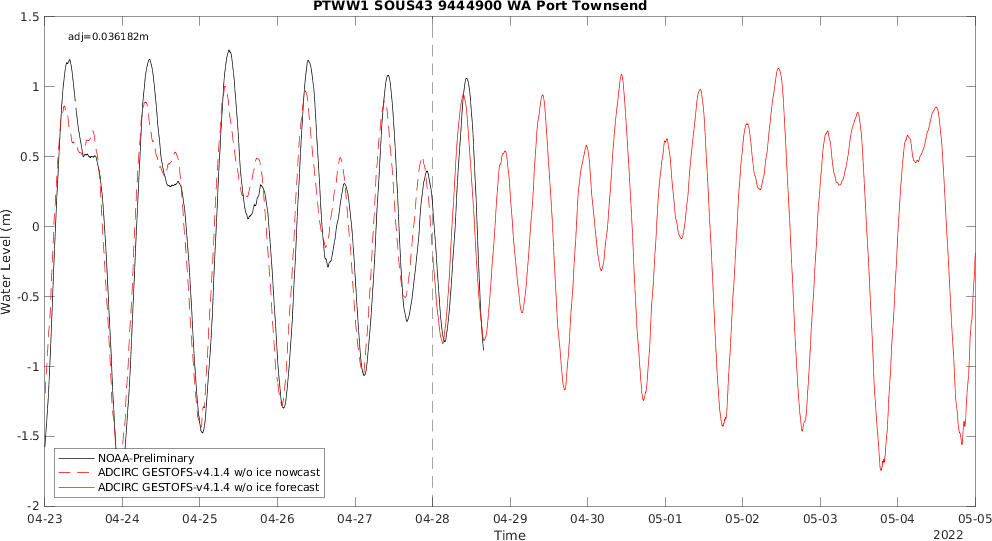 PTWW1 SOUS43 9444900 WA Port Townsend
adj=0.036182m
1.5
1
0.5
0
-0.5
-1
-1.5
-2
Water Level (m)
NOAA-Preliminary
ADCIRC GESTOFS-v4.1.4 w/o ice nowcast
ADCIRC GESTOFS-v4.1.4 w/o ice forecast
04-23 04-24 04-25 04-26 04-27 04-28 04-29 04-30 05-01 05-02 05-03 05-04 05-05
Time
2022